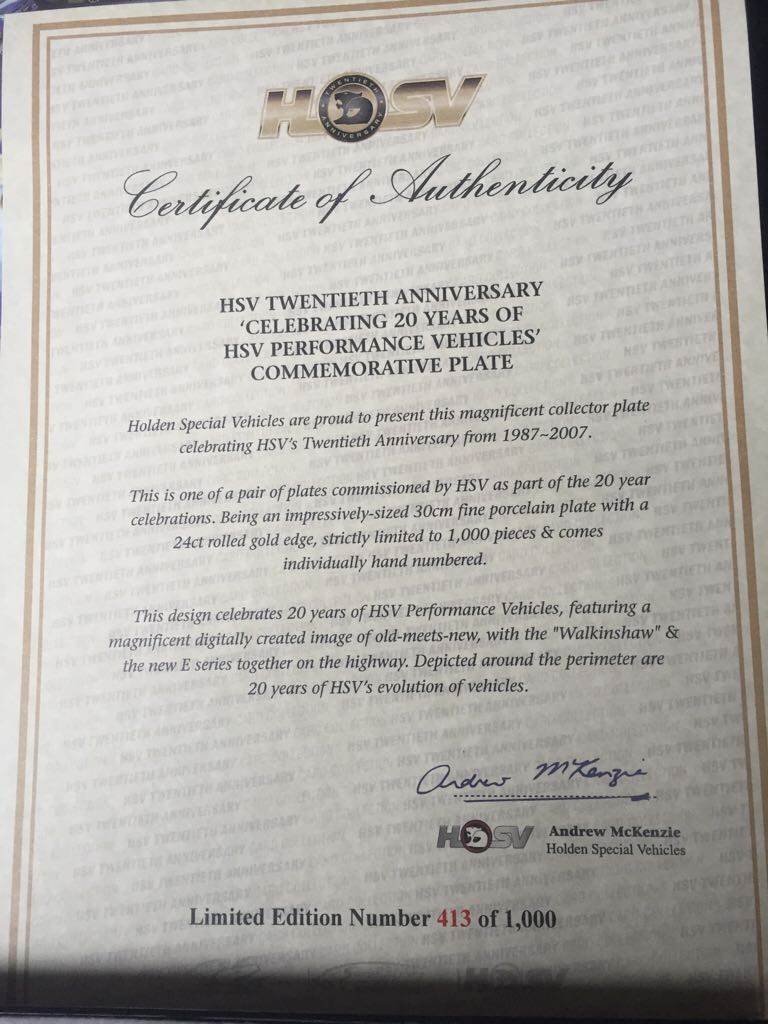 HSV
TWENTIETH
ANNIVERSARY
Certificate of Authenticity
HSV TWENTIETH ANNIVERSARY
‘CELEBRATING 20 YEARS OF
HSV PERFORMANCE VEHICLES’
COMMEMORATIVE PLATE
Holden Special Vehicles are proud to present this magnificent collector plate
celebrating HSV's Twentieth Anniversary from 1987~2007.
This is one of a pair of plates commissioned by HSV as part of the 20 year
celebrations. Being an impressively-sized 30cm fine porcelain plate with a
24ct rolled gold edge, strictly limited to 1,000 pieces & comes
individually hand numbered.
This design celebrates 20 years of HSV Performance Vehicles, featuring a
magnificent digitally created image of old-meets-new, with the "Walkinshaw" &
the new E series together on the highway. Depicted around the perimeter are
20 years of HSV's evolution of vehicles.
Andrew McKenzie
HSV
Andrew McKenzie
Holden Special Vehicles
Limited Edition Number 413 of 1,000